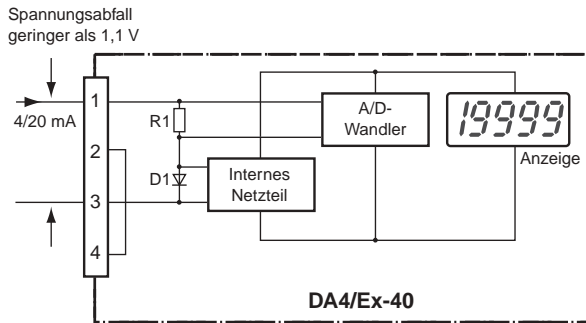 Spannungsabfall
geringer als 1,1 V
4/20 mA
1
2
3
4
R1
D1
A/D-
Wandler
Internes
Netzteil
19999
Anzeige
DA4/Ex-40